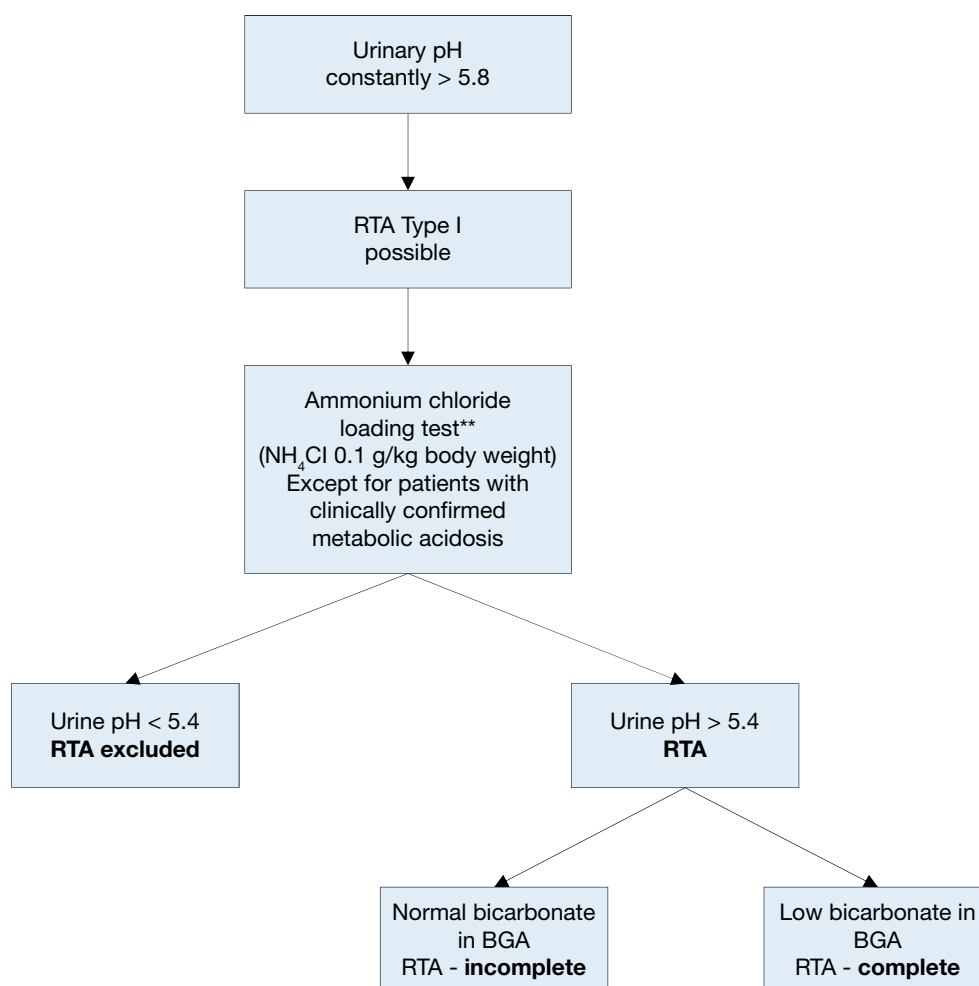 Urinary pH
constantly > 5.8
RTA Type I
possible
Ammonium chloride
loading test**
(NH₄Cl 0.1 g/kg body weight)
Except for patients with
clinically confirmed
metabolic acidosis
Urine pH < 5.4
RTA excluded
Urine pH > 5.4
RTA
Normal bicarbonate
in BGA
RTA - incomplete
Low bicarbonate in
BGA
RTA - complete